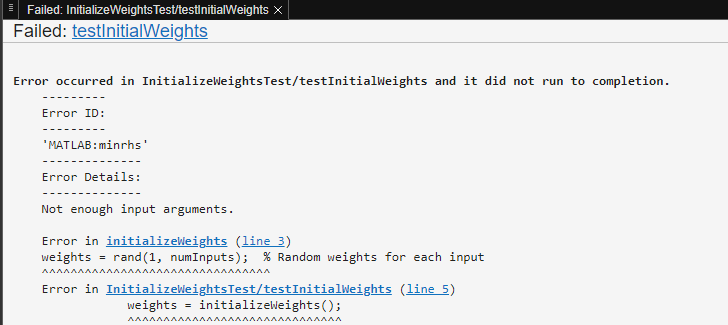 Failed: InitializeWeightsTest/testInitialWeights ×
Failed: testInitialWeights
Error occurred in InitializeWeightsTest/testInitialWeights and it did not run to completion.
---------
Error ID:
---------
'MATLAB:minrhs'
--------------
Error Details:
--------------
Not enough input arguments.
Error in initializeWeights (line 3)
weights = rand(1, numInputs);  % Random weights for each input
^^^^^^^^^^^^^^^^^^^^^^^^^^^^^^^^
Error in InitializeWeightsTest/testInitialWeights (line 5)
weights = initializeWeights();
^^^^^^^^^^^^^^^^^^^^^^^^^^^^^^